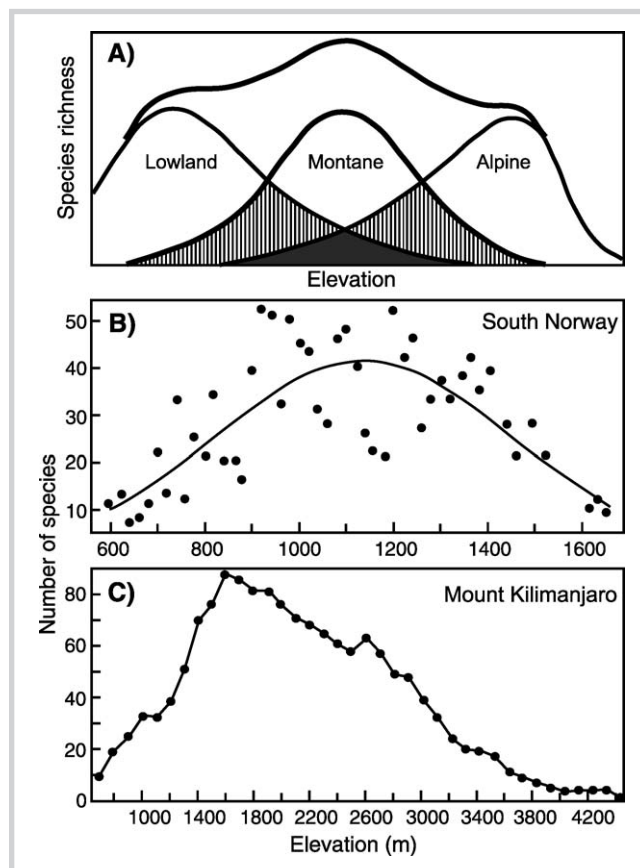 A)
Species richness
Lowland
Montane
Alpine
Elevation
B)
South Norway
50
40
30
20
10
600 800 1000 1200 1400 1600
Number of species
C)
Mount Kilimanjaro
80
60
40
20
0
1000 1400 1800 2200 2600 3000 3400 3800 4200
Elevation (m)